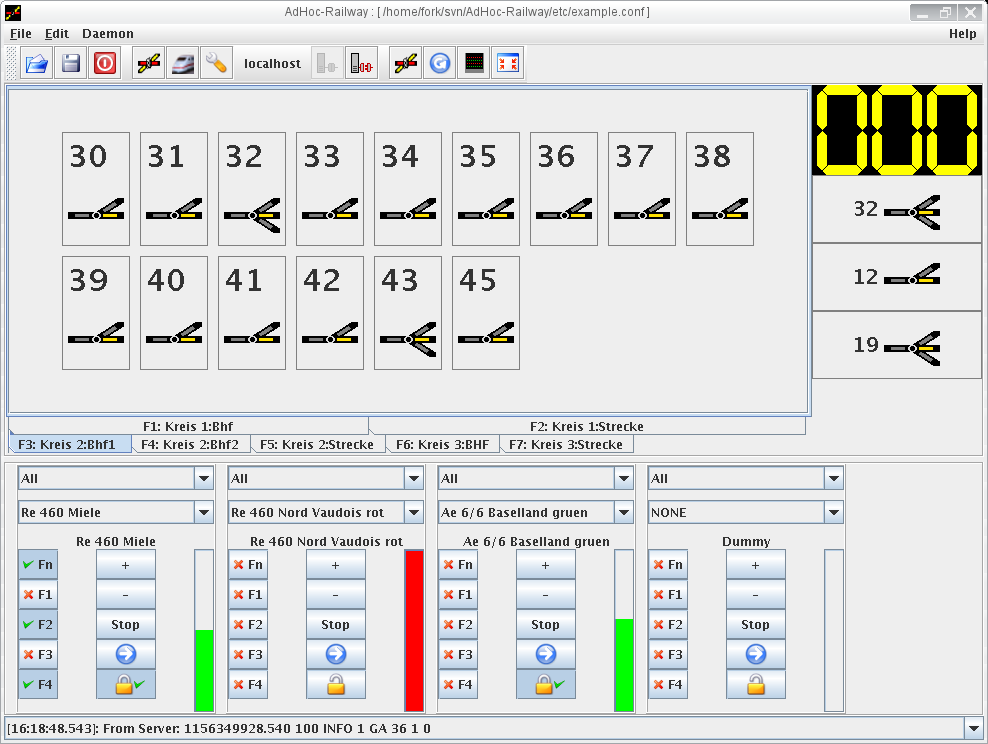 AdHoc-Railway : [ /home/fork/svn/AdHoc-Railway/etc/example.conf ]
File Edit Daemon Help
localhost
000
30 31 32 33 34 35 36 37 38
32
12
39 40 41 42 43 45
19
F1: Kreis 1:Bhf F2: Kreis 1:Strecke
F3: Kreis 2:Bhf1 F4: Kreis 2:Bhf2 F5: Kreis 2:Strecke F6: Kreis 3:BHF F7: Kreis 3:Strecke
All All All All
Re 460 Miele Re 460 Nord Vaudois rot Ae 6/6 Baselland gruen NONE
Re 460 Miele Re 460 Nord Vaudois rot Ae 6/6 Baselland gruen Dummy
Fn + Fn + Fn + Fn +
F1 - F1 - F1 - F1 -
F2 Stop F2 Stop F2 Stop F2 Stop
F3 F3 F3 F3
F4 F4 F4 F4
[16:18:48.543]: From Server: 1156349928.540 100 INFO 1 GA 36 1 0